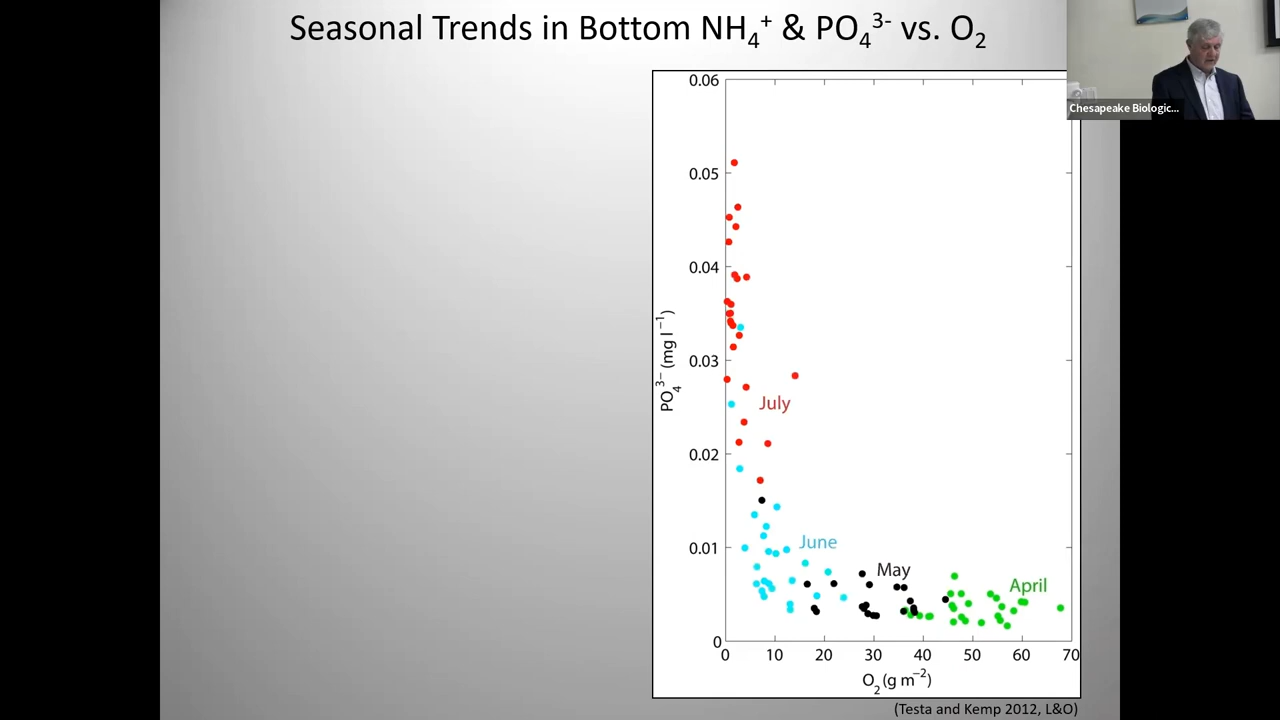 Seasonal Trends in Bottom NH₄⁺ & PO₄³⁻ vs. O₂
Chesapeake Biologic...
0.06
0.05
0.04
0.03
0.02
0.01
0
PO₄³⁻ (mg l⁻¹)
July
June
May
April
0 10 20 30 40 50 60 70
O₂ (g m⁻²)
(Testa and Kemp 2012, L&O)